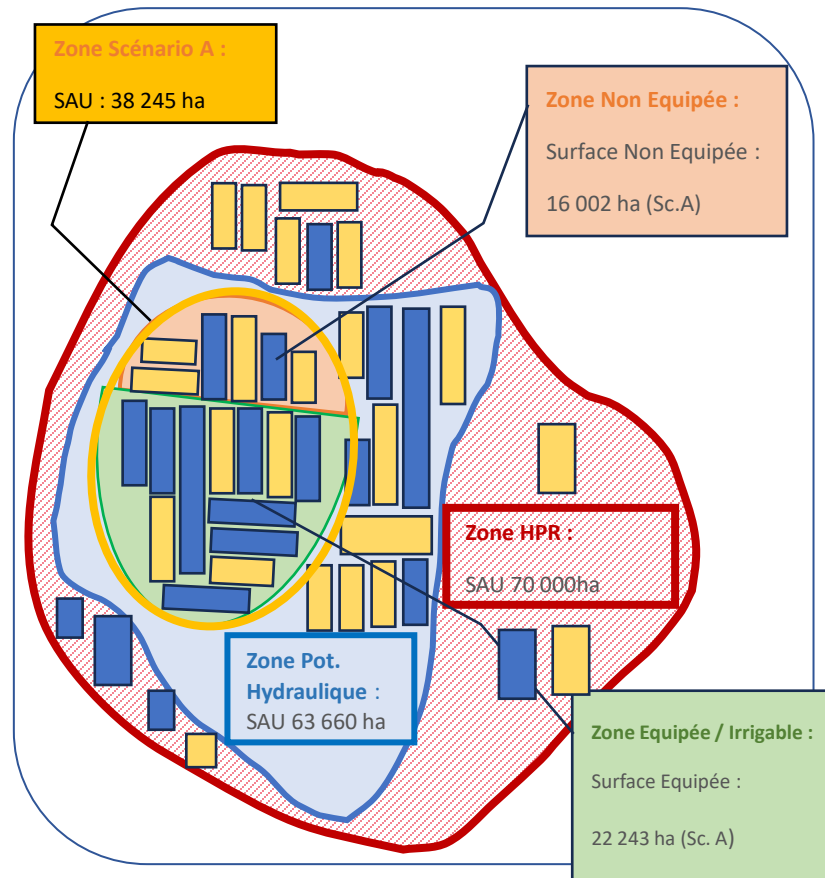 Zone Scénario A :
SAU : 38 245 ha
Zone Non Equipée :
Surface Non Equipée :
16 002 ha (Sc.A)
Zone HPR :
SAU 70 000ha
Zone Pot.
Hydraulique :
SAU 63 660 ha
Zone Equipée / Irrigable :
Surface Equipée :
22 243 ha (Sc. A)